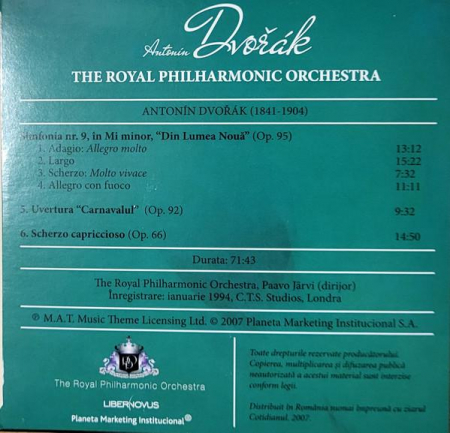 Antonín Dvořák
THE ROYAL PHILHARMONIC ORCHESTRA
ANTONÍN DVOŘÁK (1841-1904)
Simfonia nr. 9, în Mi minor, “Din Lumea Nouă” (Op. 95)
1. Adagio: Allegro molto 13:12
2. Largo 15:22
3. Scherzo: Molto vivace 7:32
4. Allegro con fuoco 11:11
5. Uvertura “Carnavalul” (Op. 92) 9:32
6. Scherzo capriccioso (Op. 66) 14:50
Durata: 71:43
The Royal Philharmonic Orchestra, Paavo Järvi (dirijor)
Înregistrare: ianuarie 1994, C.T.S. Studios, Londra
℗ M.A.T. Music Theme Licensing Ltd. © 2007 Planeta Marketing Institucional S.A.
The Royal Philharmonic Orchestra
LIBERNOVUS
Planeta Marketing Institucional®
Toate drepturile rezervate producătorului.
Copierea, multiplicarea și difuzarea publică
neautorizată a acestui material sunt interzise
conform legii.
Distribuit în România numai împreună cu ziarul
Cotidianul. 2007.